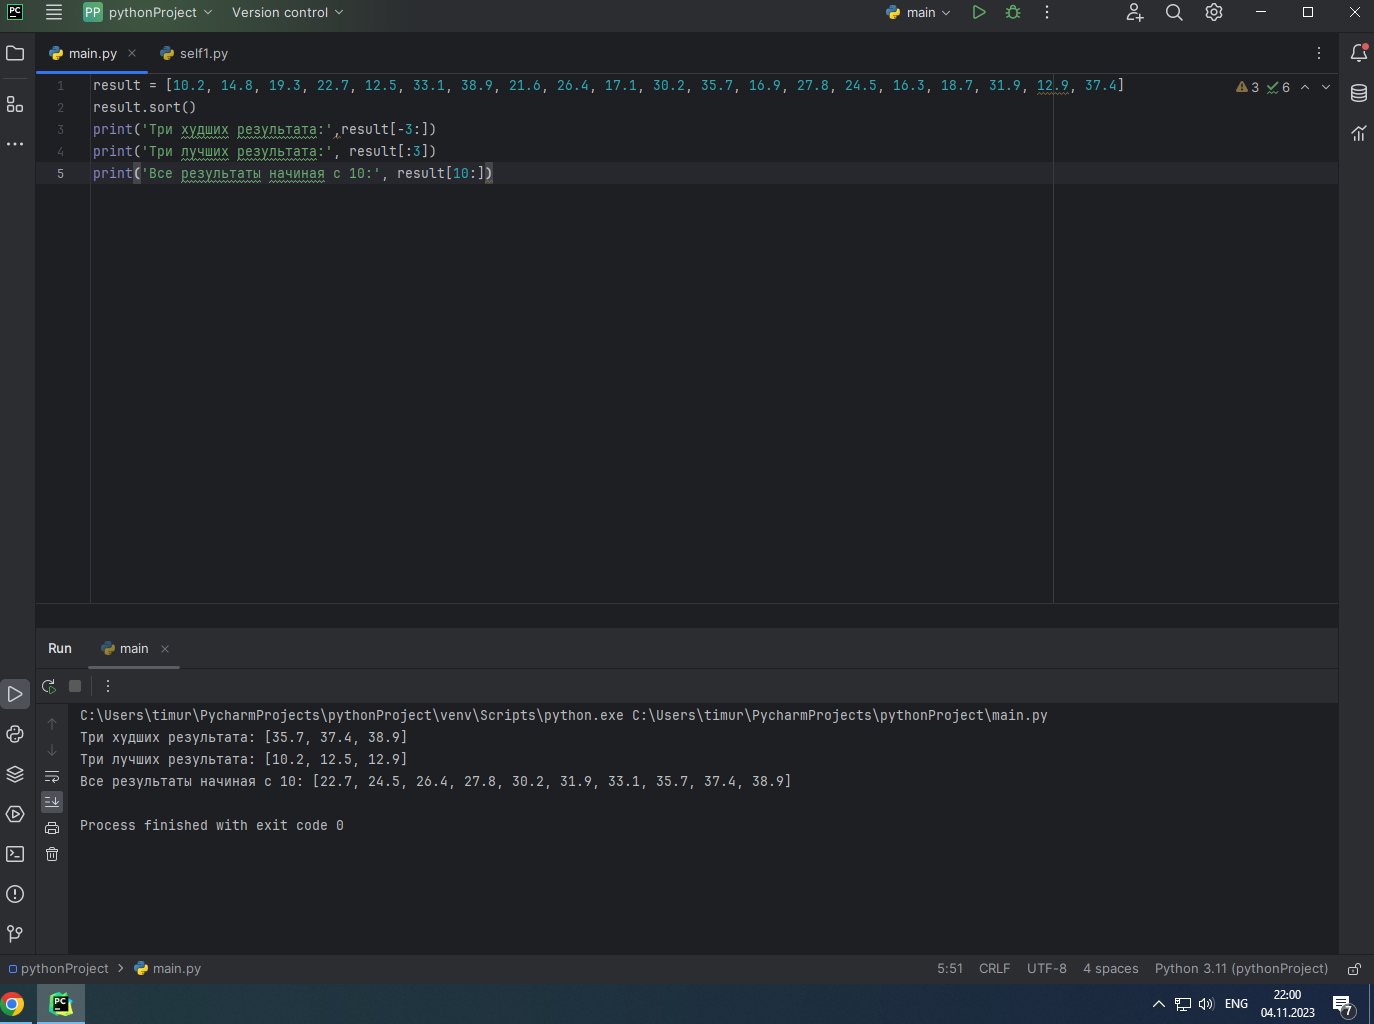 PC PP pythonProject Version control main
main.py self1.py
1 result = [10.2, 14.8, 19.3, 22.7, 12.5, 33.1, 38.9, 21.6, 26.4, 17.1, 30.2, 35.7, 16.9, 27.8, 24.5, 16.3, 18.7, 31.9, 12.9, 37.4] 3 6
2 result.sort()
3 print('Три худших результата:',result[-3:])
4 print('Три лучших результата:', result[:3])
5 print('Все результаты начиная с 10:', result[10:])
Run main
C:\Users\timur\PycharmProjects\pythonProject\venv\Scripts\python.exe C:\Users\timur\PycharmProjects\pythonProject\main.py
Три худших результата: [35.7, 37.4, 38.9]
Три лучших результата: [10.2, 12.5, 12.9]
Все результаты начиная с 10: [22.7, 24.5, 26.4, 27.8, 30.2, 31.9, 33.1, 35.7, 37.4, 38.9]
Process finished with exit code 0
pythonProject main.py 5:51 CRLF UTF-8 4 spaces Python 3.11 (pythonProject)
PC ENG 22:00
04.11.2023 7